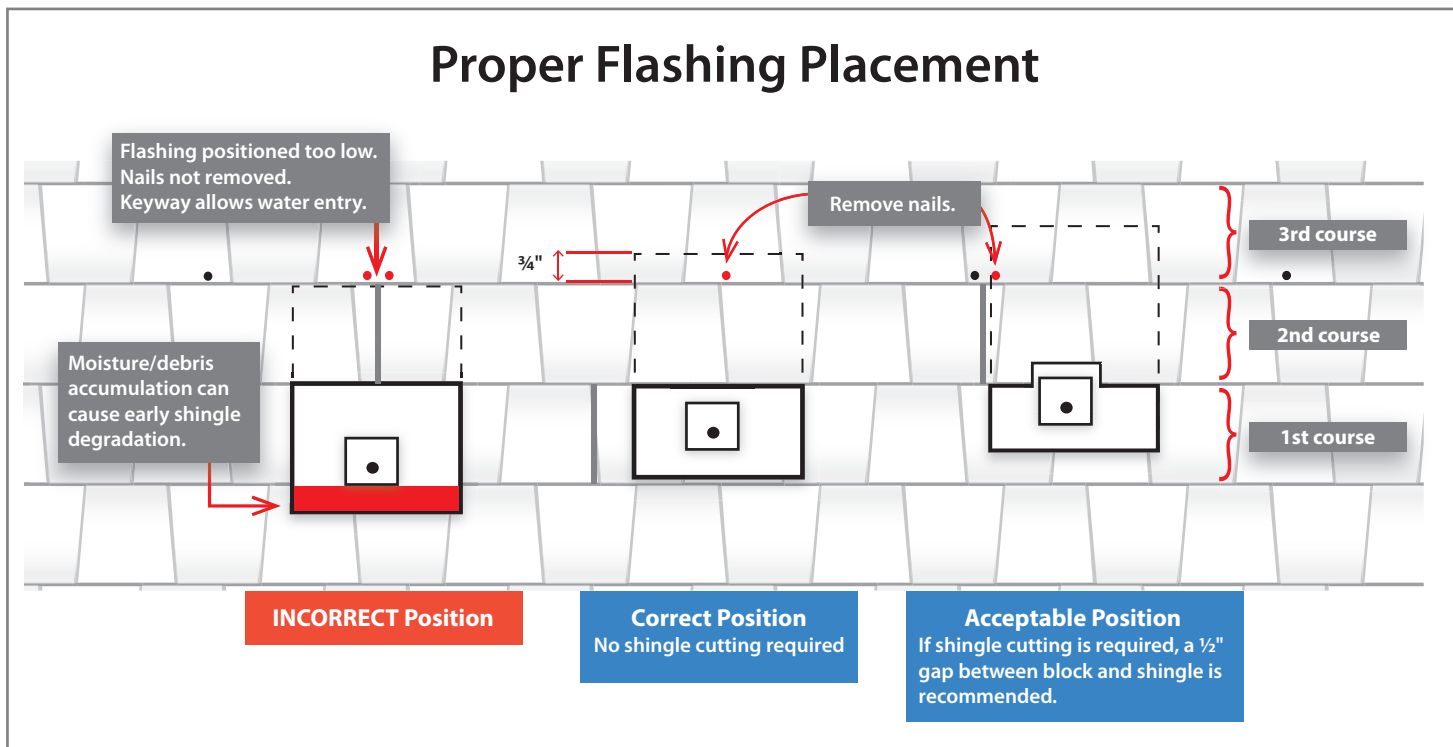 Proper Flashing Placement
Flashing positioned too low.
Nails not removed.
Keyway allows water entry.
Remove nails.
3rd course
¾"
2nd course
Moisture/debris
accumulation can
cause early shingle
degradation.
1st course
INCORRECT Position
Correct Position
No shingle cutting required
Acceptable Position
If shingle cutting is required, a ½"
gap between block and shingle is
recommended.